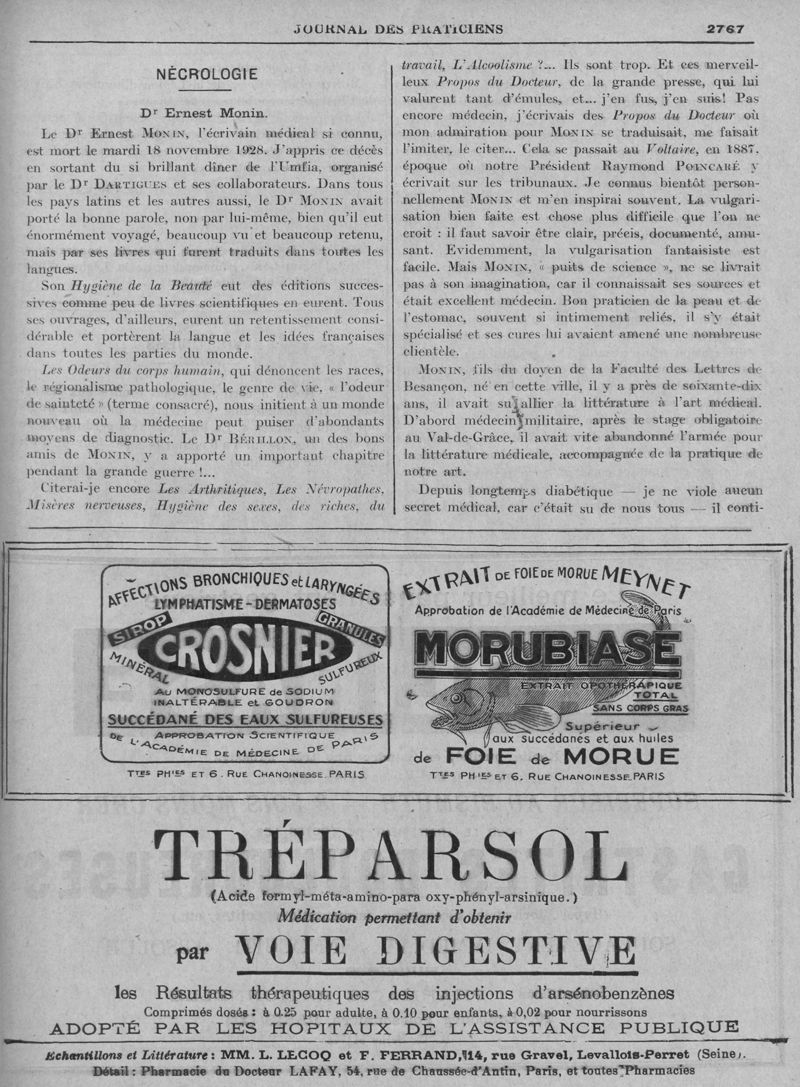 JOURNAL DES PRATICIENS 2767
NÉCROLOGIE
Dr Ernest Monin.
Le Dr Ernest MONIN, l'écrivain médical si connu,
est mort le mardi 18 novembre 1928. J'appris ce décès
en sortant du si brillant dîner de l'Umfia, organisé
par le Dr DARTIGUES et ses collaborateurs. Dans tous
les pays latins et les autres aussi, le Dr MONIN avait
porté la bonne parole, non par lui-même, bien qu'il eut
énormément voyagé, beaucoup vu et beaucoup retenu,
mais par ses livres qui furent traduits dans toutes les
langues.
Son Hygiène de la Beauté eut des éditions succes-
sives comme peu de livres scientifiques en eurent. Tous
ses ouvrages, d'ailleurs, eurent un retentissement consi-
dérable et portèrent la langue et les idées françaises
dans toutes les parties du monde.
Les Odeurs du corps humain, qui dénoncent les races,
le régionalisme pathologique, le genre de vie, « l'odeur
de sainteté » (terme consacré), nous initient à un monde
nouveau où la médecine peut puiser d'abondants
moyens de diagnostic. Le Dr BÉRILLON, un des bons
amis de MONIN, y a apporté un important chapitre
pendant la grande guerre !...
Citerai-je encore Les Arthritiques, Les Névropathes,
Misères nerveuses, Hygiène des sexes, des riches, du
travail, L'Alcoolisme ?... Ils sont trop. Et ces merveil-
leux Propos du Docteur, de la grande presse, qui lui
valurent tant d'émules, et... j'en fus, j'en suis! Pas
encore médecin, j'écrivais des Propos du Docteur où
mon admiration pour MONIN se traduisait, me faisait
l'imiter, le citer... Cela se passait au Voltaire, en 1887,
époque où notre Président Raymond POINCARÉ y
écrivait sur les tribunaux. Je connus bientôt person-
nellement MONIN et m'en inspirai souvent. La vulgari-
sation bien faite est chose plus difficile que l'on ne
croit : il faut savoir être clair, précis, documenté, amu-
sant. Evidemment, la vulgarisation fantaisiste est
facile. Mais MONIN, « puits de science », ne se livrait
pas à son imagination, car il connaissait ses sources et
était excellent médecin. Bon praticien de la peau et de
l'estomac, souvent si intimement reliés, il s'y était
spécialisé et ses cures lui avaient amené une nombreuse
clientèle.
MONIN, fils du doyen de la Faculté des Lettres de
Besançon, né en cette ville, il y a près de soixante-dix
ans, il avait su allier la littérature à l'art médical.
D'abord médecin militaire, après le stage obligatoire
au Val-de-Grâce, il avait vite abandonné l'armée pour
la littérature médicale, accompagnée de la pratique de
notre art.
Depuis longtemps diabétique — je ne viole aucun
secret médical, car c'était su de nous tous — il conti-
AFFECTIONS BRONCHIQUES et LARYNGÉES
LYMPHATISME - DERMATOSES
SIROP GRANULES
CROSNIER
MINÉRAL SULFUREUX
AU MONOSULFURE de SODIUM
INALTÉRABLE et GOUDRON
SUCCÉDANÉ DES EAUX SULFUREUSES
APPROBATION SCIENTIFIQUE
DE L'ACADÉMIE DE MÉDECINE DE PARIS
TTES PHIES ET 6, RUE CHANOINESSE. PARIS
EXTRAIT DE FOIE DE MORUE MEYNET
Approbation de l'Académie de Médecine de Paris
MORUBIASE
EXTRAIT OPOTHÉRAPIQUE
TOTAL
SANS CORPS GRAS
Supérieur
aux succédanés et aux huiles
de FOIE de MORUE
TTES PHIES ET 6, RUE CHANOINESSE. PARIS
TRÉPARSOL
(Acide formyl-méta-amino-para oxy-phényl-arsinique.)
Médication permettant d'obtenir
par VOIE DIGESTIVE
les Résultats thérapeutiques des injections d'arsénobenzènes
Comprimés dosés : à 0.25 pour adulte, à 0.10 pour enfants, à 0,02 pour nourrissons
ADOPTÉ PAR LES HOPITAUX DE L'ASSISTANCE PUBLIQUE
Echantillons et Littérature : MM. L. LECOQ et F. FERRAND, 14, rue Gravel, Levallois-Perret (Seine).
Détail : Pharmacie du Docteur LAFAY, 54, rue de Chaussée-d'Antin, Paris, et toutes Pharmacies